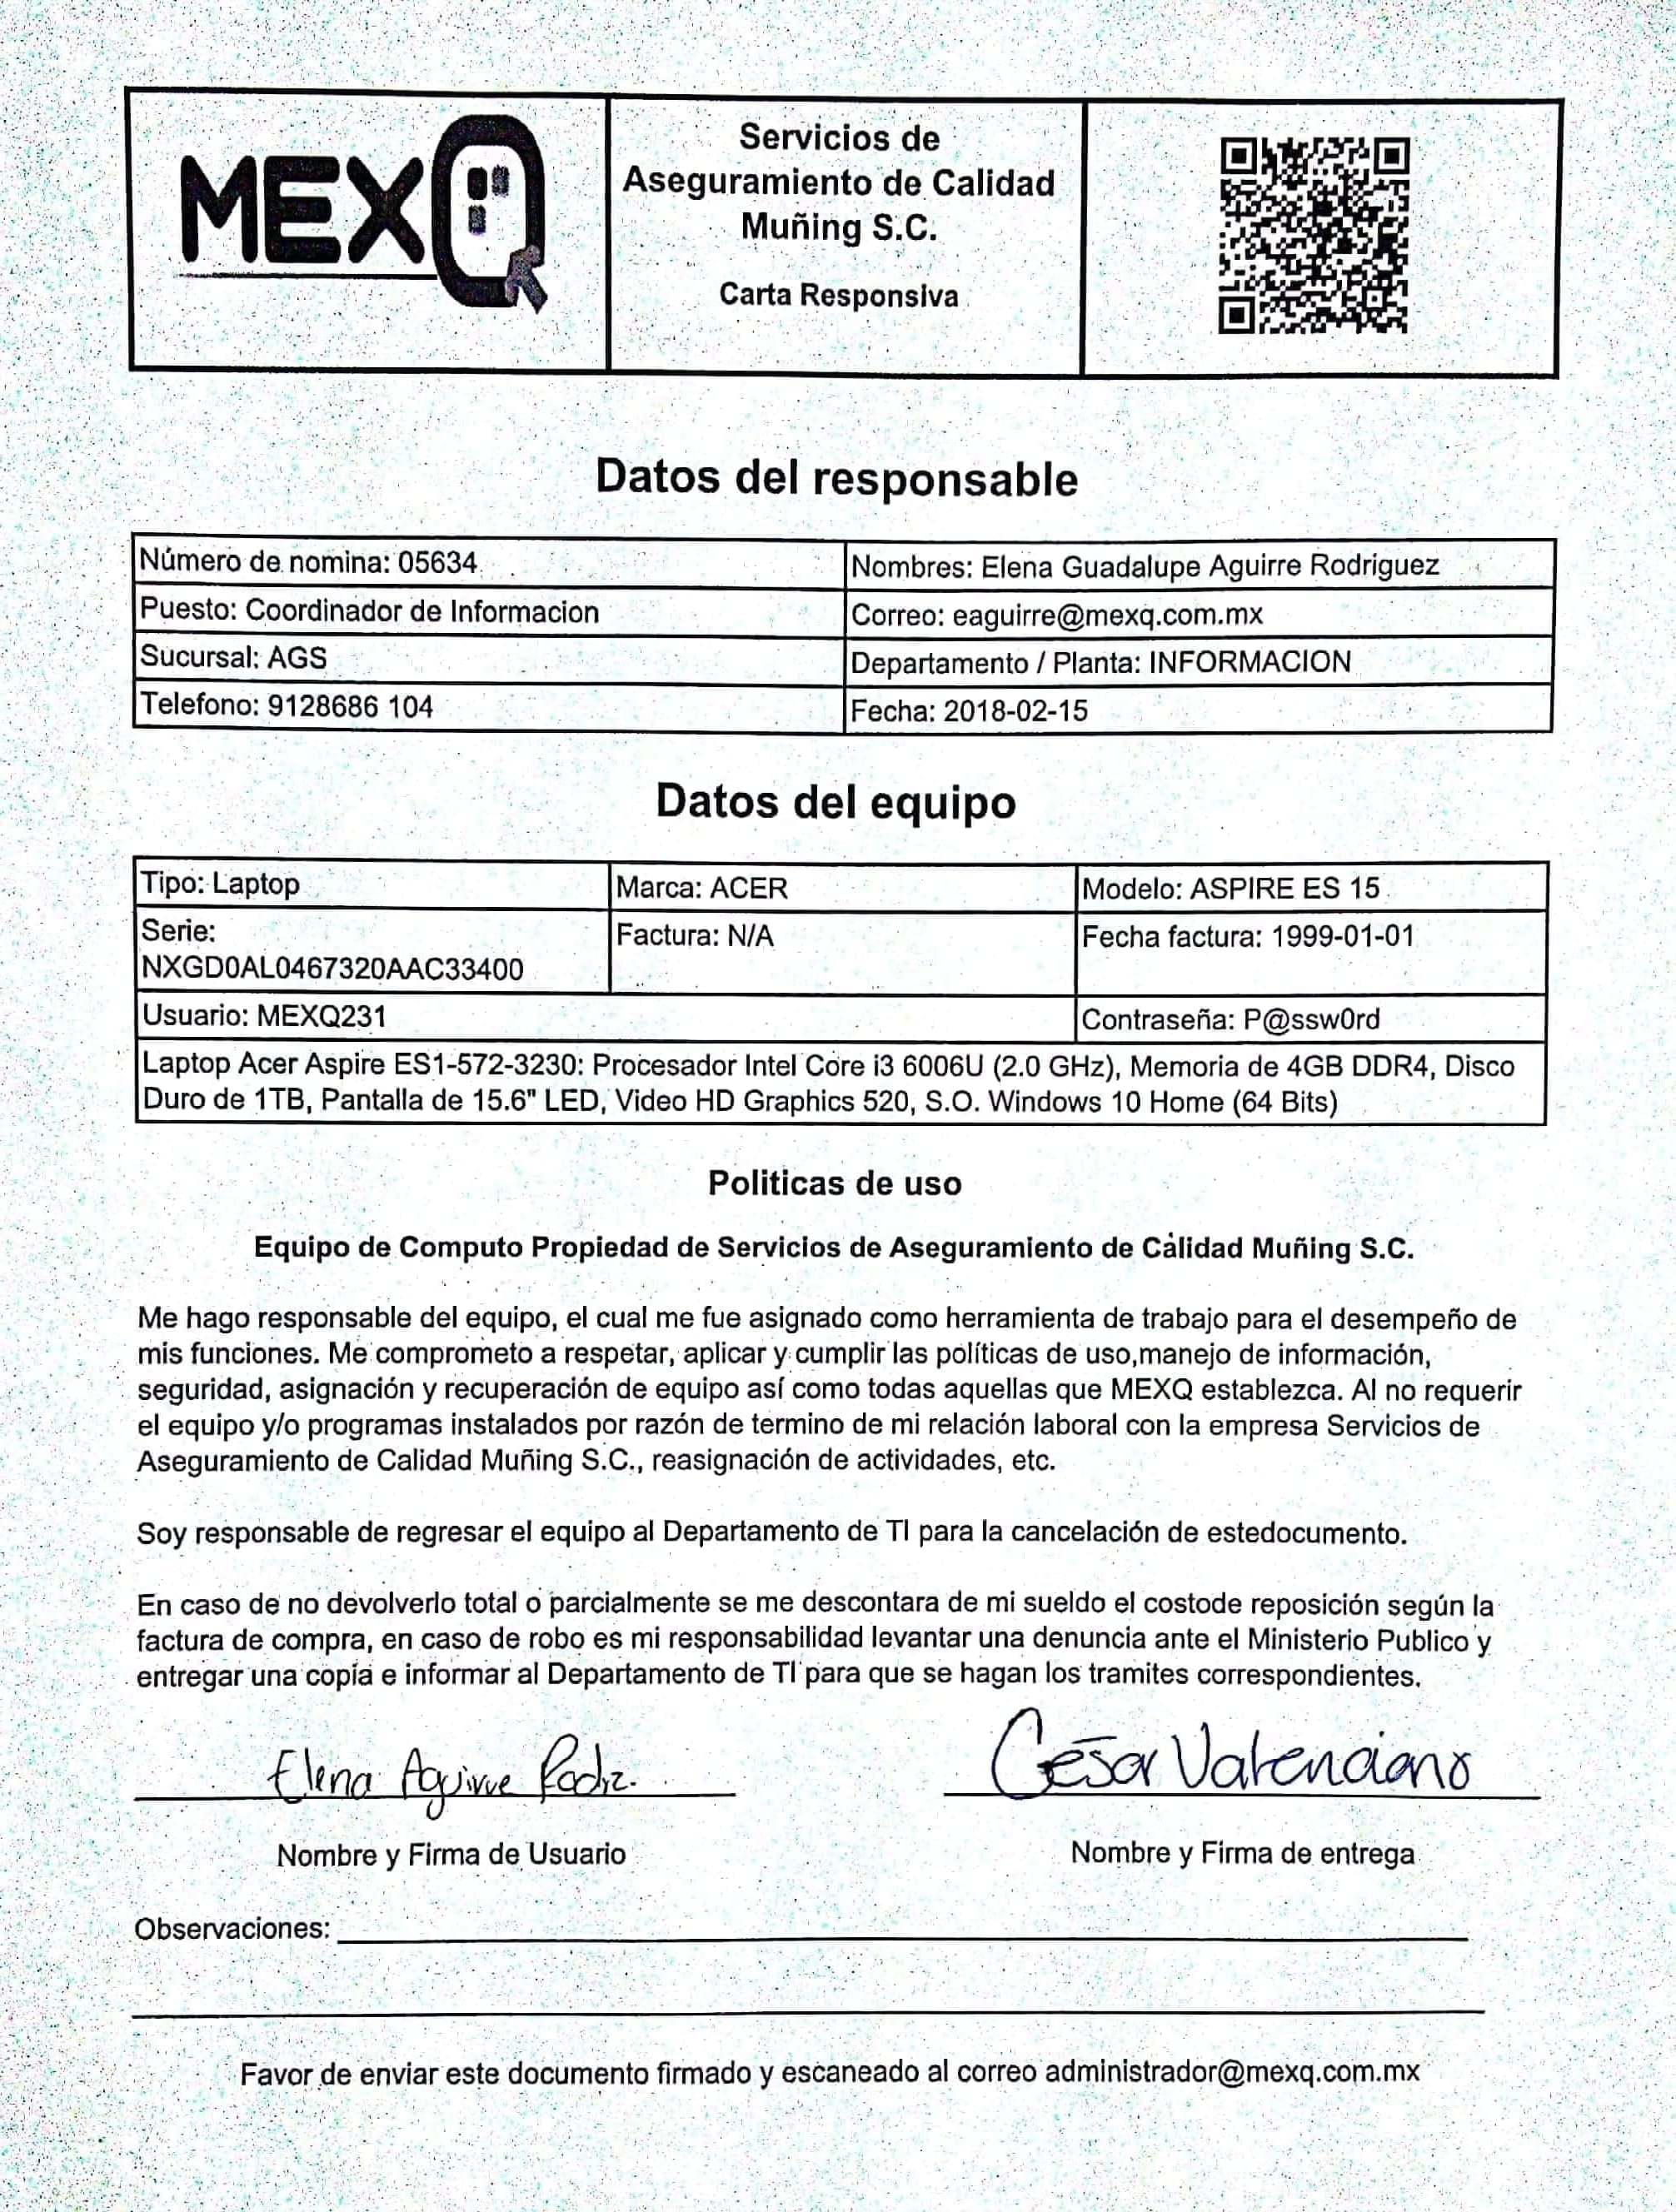 MEXQ
Servicios de
Aseguramiento de Calidad
Muñing S.C.
Carta Responsiva
Datos del responsable
Número de nomina: 05634
Nombres: Elena Guadalupe Aguirre Rodríguez
Puesto: Coordinador de Informacion
Correo: eaguirre@mexq.com.mx
Sucursal: AGS
Departamento / Planta: INFORMACION
Telefono: 9128686 104
Fecha: 2018-02-15
Datos del equipo
Tipo: Laptop
Marca: ACER
Modelo: ASPIRE ES 15
Serie:
NXGD0AL0467320AAC33400
Factura: N/A
Fecha factura: 1999-01-01
Usuario: MEXQ231
Contraseña: P@ssw0rd
Laptop Acer Aspire ES1-572-3230: Procesador Intel Core i3 6006U (2.0 GHz), Memoria de 4GB DDR4, Disco
Duro de 1TB, Pantalla de 15.6" LED, Video HD Graphics 520, S.O. Windows 10 Home (64 Bits)
Politicas de uso
Equipo de Computo Propiedad de Servicios de Aseguramiento de Calidad Muñing S.C.
Me hago responsable del equipo, el cual me fue asignado como herramienta de trabajo para el desempeño de
mis funciones. Me comprometo a respetar, aplicar y cumplir las políticas de uso,manejo de información,
seguridad, asignación y recuperación de equipo así como todas aquellas que MEXQ establezca. Al no requerir
el equipo y/o programas instalados por razón de termino de mi relación laboral con la empresa Servicios de
Aseguramiento de Calidad Muñing S.C., reasignación de actividades, etc.
Soy responsable de regresar el equipo al Departamento de TI para la cancelación de estedocumento.
En caso de no devolverlo total o parcialmente se me descontara de mi sueldo el costode reposición según la
factura de compra, en caso de robo es mi responsabilidad levantar una denuncia ante el Ministerio Publico y
entregar una copia e informar al Departamento de TI para que se hagan los tramites correspondientes.
Elena Aguirre Rodrz.
César Valenciano
Nombre y Firma de Usuario
Nombre y Firma de entrega
Observaciones:
Favor de enviar este documento firmado y escaneado al correo administrador@mexq.com.mx